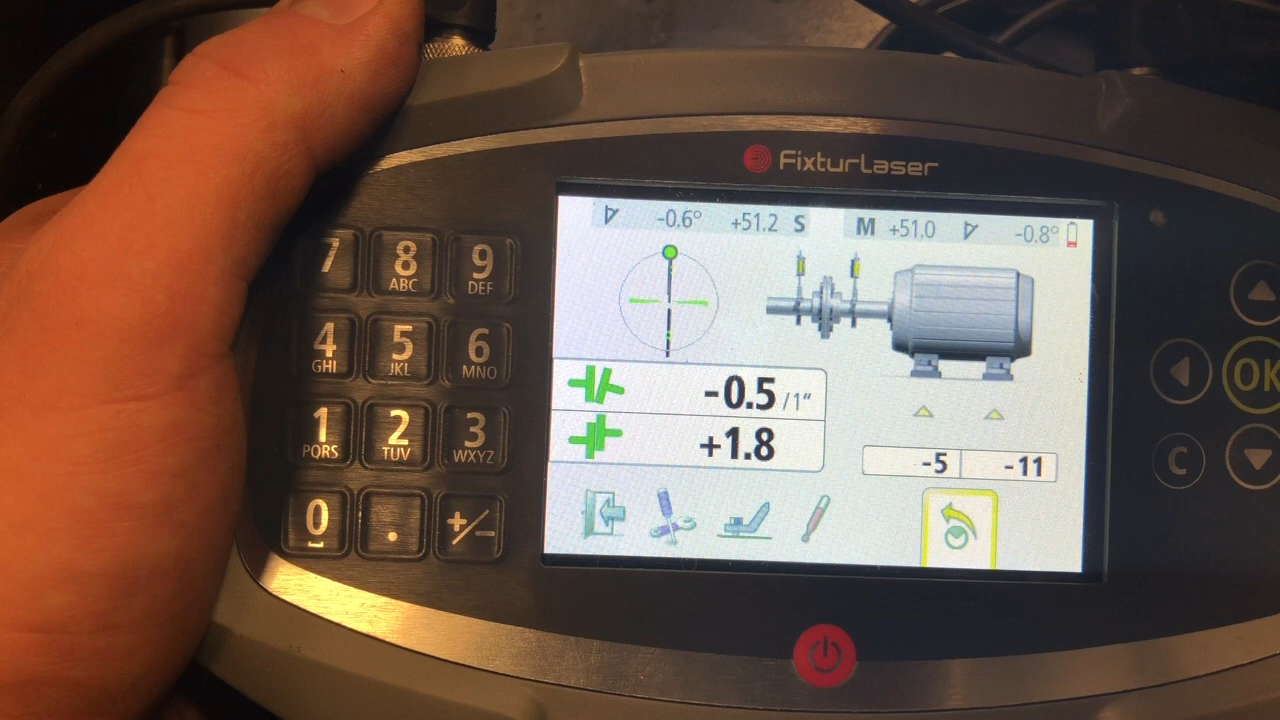 FixturLaser
-0.6° +51.2 S M +51.0 -0.8°
-0.5 /1"
+1.8
-5 -11
7 8 9
ABC DEF
4 5 6
GHI JKL MNO
1 2 3
PQRS TUV WXYZ
0 . +/-
OK
C